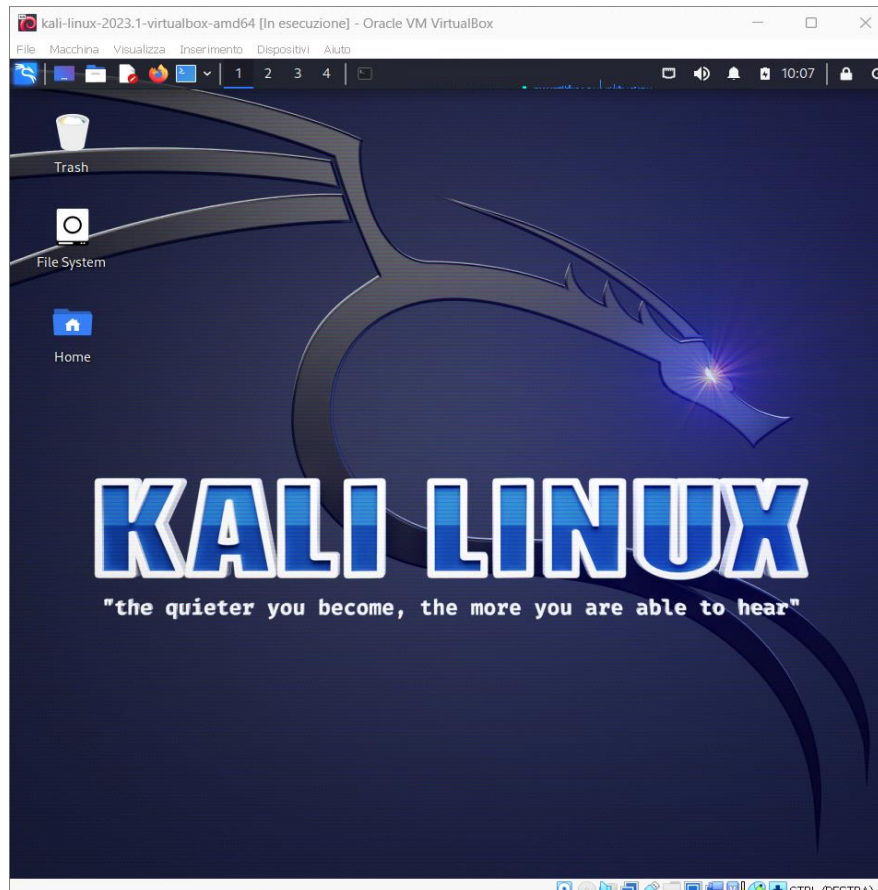 kali-linux-2023.1-virtualbox-amd64 [In esecuzione] - Oracle VM VirtualBox
File Macchina Visualizza Inserimento Dispositivi Aiuto
1 2 3 4 10:07
Trash
File System
Home
KALI LINUX
"the quieter you become, the more you are able to hear"
CTRL (DESTRA)